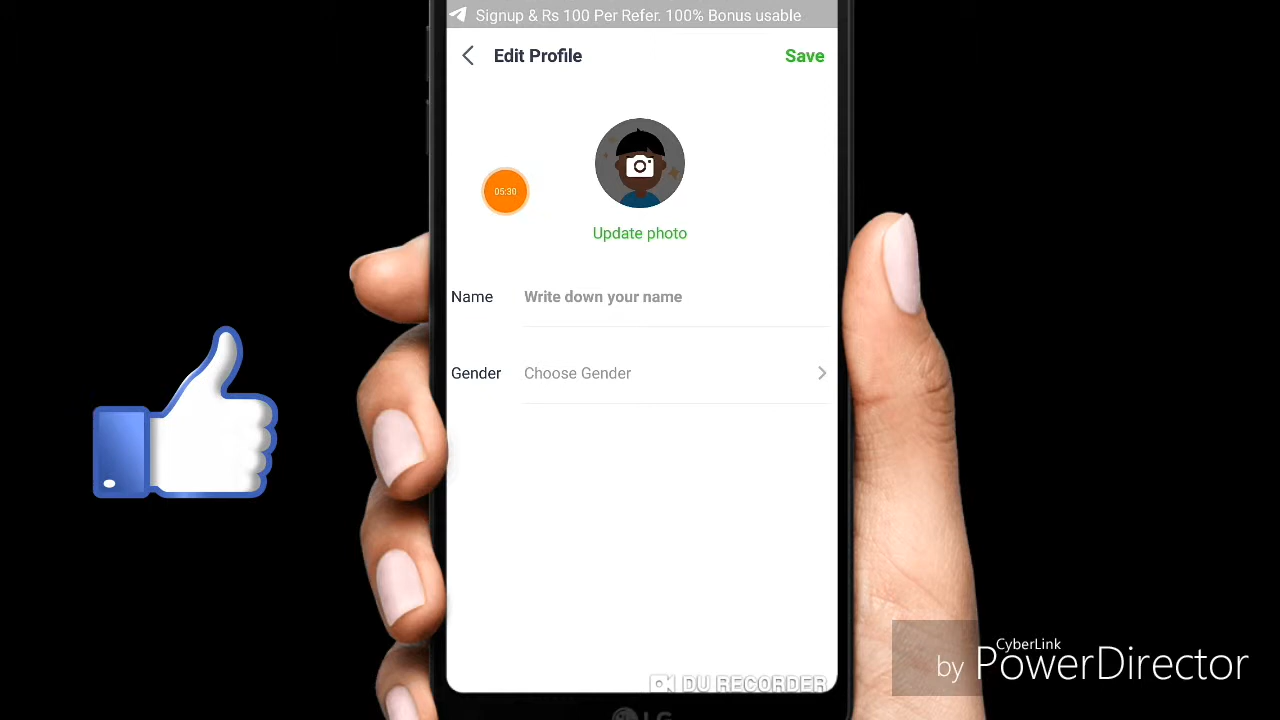 Signup & Rs 100 Per Refer. 100% Bonus usable
Edit Profile
Save
05:30
Update photo
Name
Write down your name
Gender
Choose Gender
DU RECORDER
LG
CyberLink
by PowerDirector